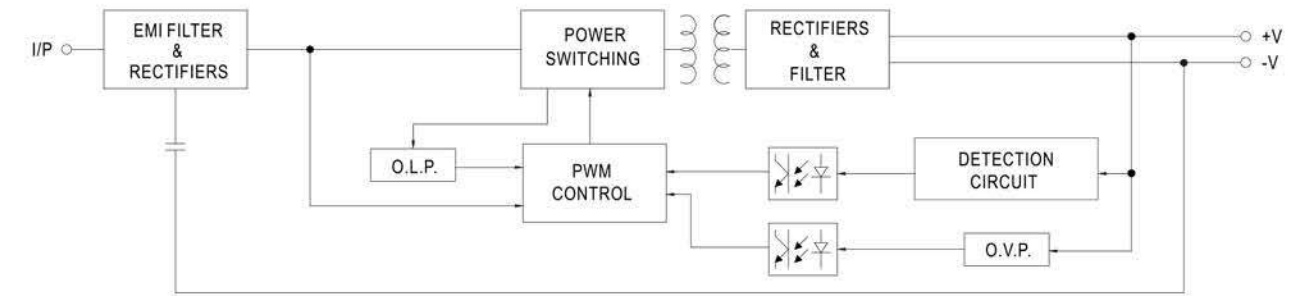 I/P
EMI FILTER
&
RECTIFIERS
POWER
SWITCHING
RECTIFIERS
&
FILTER
+V
-V
O.L.P.
PWM
CONTROL
DETECTION
CIRCUIT
O.V.P.